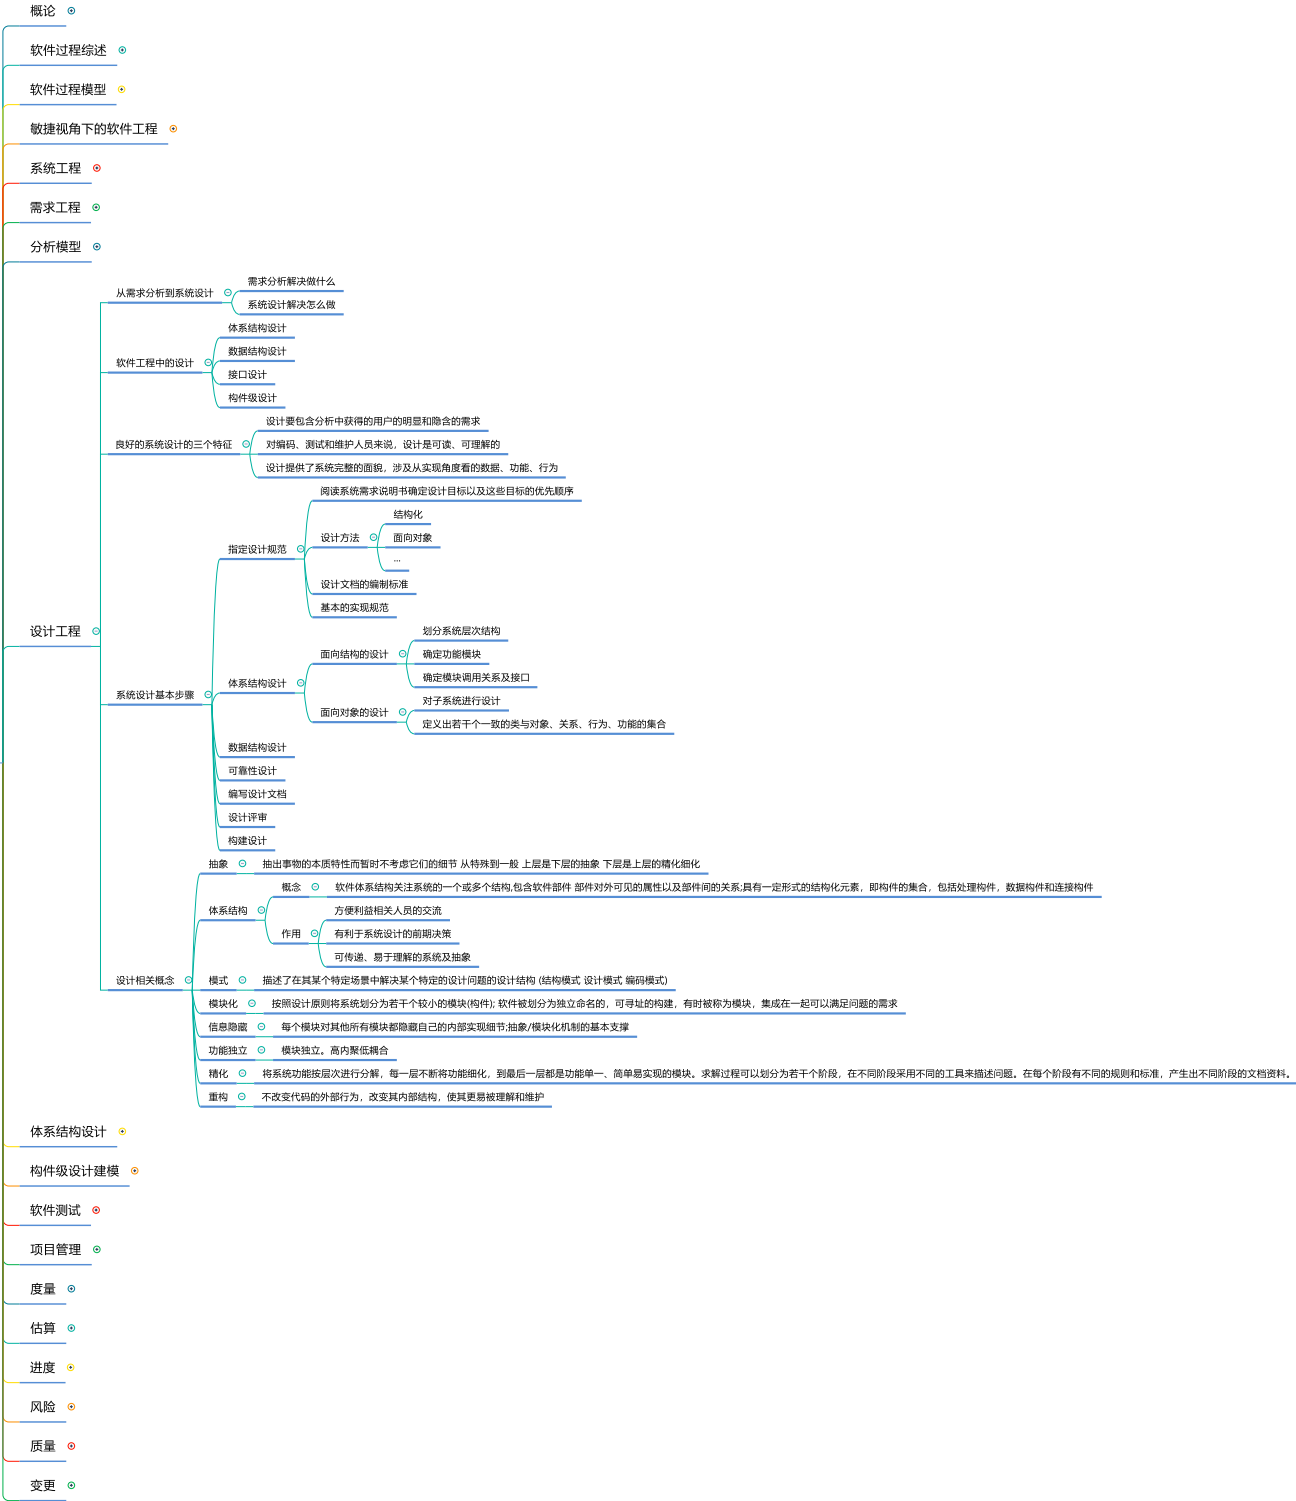 概论
软件过程综述
软件过程模型
敏捷视角下的软件工程
系统工程
需求工程
分析模型
设计工程
从需求分析到系统设计
需求分析解决做什么
系统设计解决怎么做
软件工程中的设计
体系结构设计
数据结构设计
接口设计
构件级设计
良好的系统设计的三个特征
设计要包含分析中获得的用户的明显和隐含的需求
对编码、测试和维护人员来说，设计是可读、可理解的
设计提供了系统完整的面貌，涉及从实现角度看的数据、功能、行为
系统设计基本步骤
指定设计规范
阅读系统需求说明书确定设计目标以及这些目标的优先顺序
设计方法
结构化
面向对象
...
设计文档的编制标准
基本的实现规范
体系结构设计
面向结构的设计
划分系统层次结构
确定功能模块
确定模块调用关系及接口
面向对象的设计
对子系统进行设计
定义出若干个一致的类与对象、关系、行为、功能的集合
数据结构设计
可靠性设计
编写设计文档
设计评审
构建设计
设计相关概念
抽象
抽出事物的本质特性而暂时不考虑它们的细节 从特殊到一般 上层是下层的抽象 下层是上层的精化细化
体系结构
概念
软件体系结构关注系统的一个或多个结构,包含软件部件 部件对外可见的属性以及部件间的关系;具有一定形式的结构化元素，即构件的集合，包括处理构件，数据构件和连接构件
作用
方便利益相关人员的交流
有利于系统设计的前期决策
可传递、易于理解的系统及抽象
模式
描述了在其某个特定场景中解决某个特定的设计问题的设计结构 (结构模式 设计模式 编码模式)
模块化
按照设计原则将系统划分为若干个较小的模块(构件); 软件被划分为独立命名的，可寻址的构建，有时被称为模块，集成在一起可以满足问题的需求
信息隐藏
每个模块对其他所有模块都隐藏自己的内部实现细节;抽象/模块化机制的基本支撑
功能独立
模块独立。高内聚低耦合
精化
将系统功能按层次进行分解，每一层不断将功能细化，到最后一层都是功能单一、简单易实现的模块。求解过程可以划分为若干个阶段，在不同阶段采用不同的工具来描述问题。在每个阶段有不同的规则和标准，产生出不同阶段的文档资料。
重构
不改变代码的外部行为，改变其内部结构，使其更易被理解和维护
体系结构设计
构件级设计建模
软件测试
项目管理
度量
估算
进度
风险
质量
变更